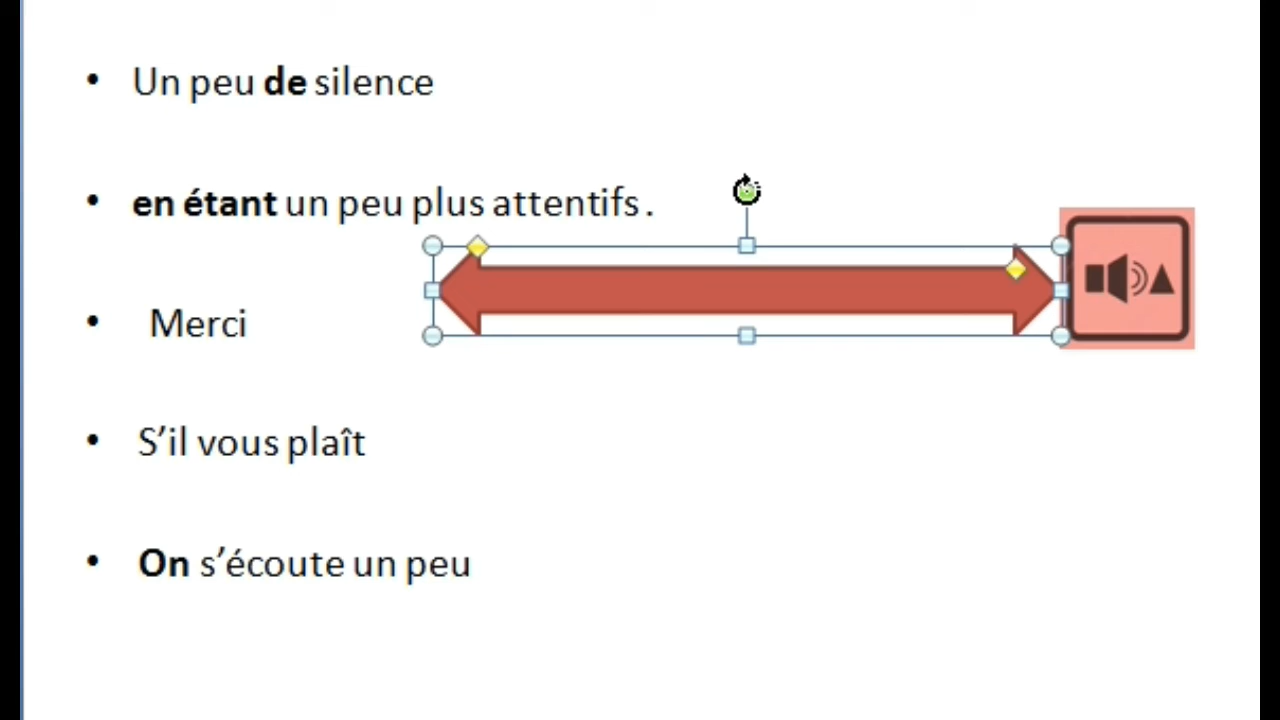 • Un peu de silence
• en étant un peu plus attentifs .
• Merci
• S’il vous plaît
• On s’écoute un peu